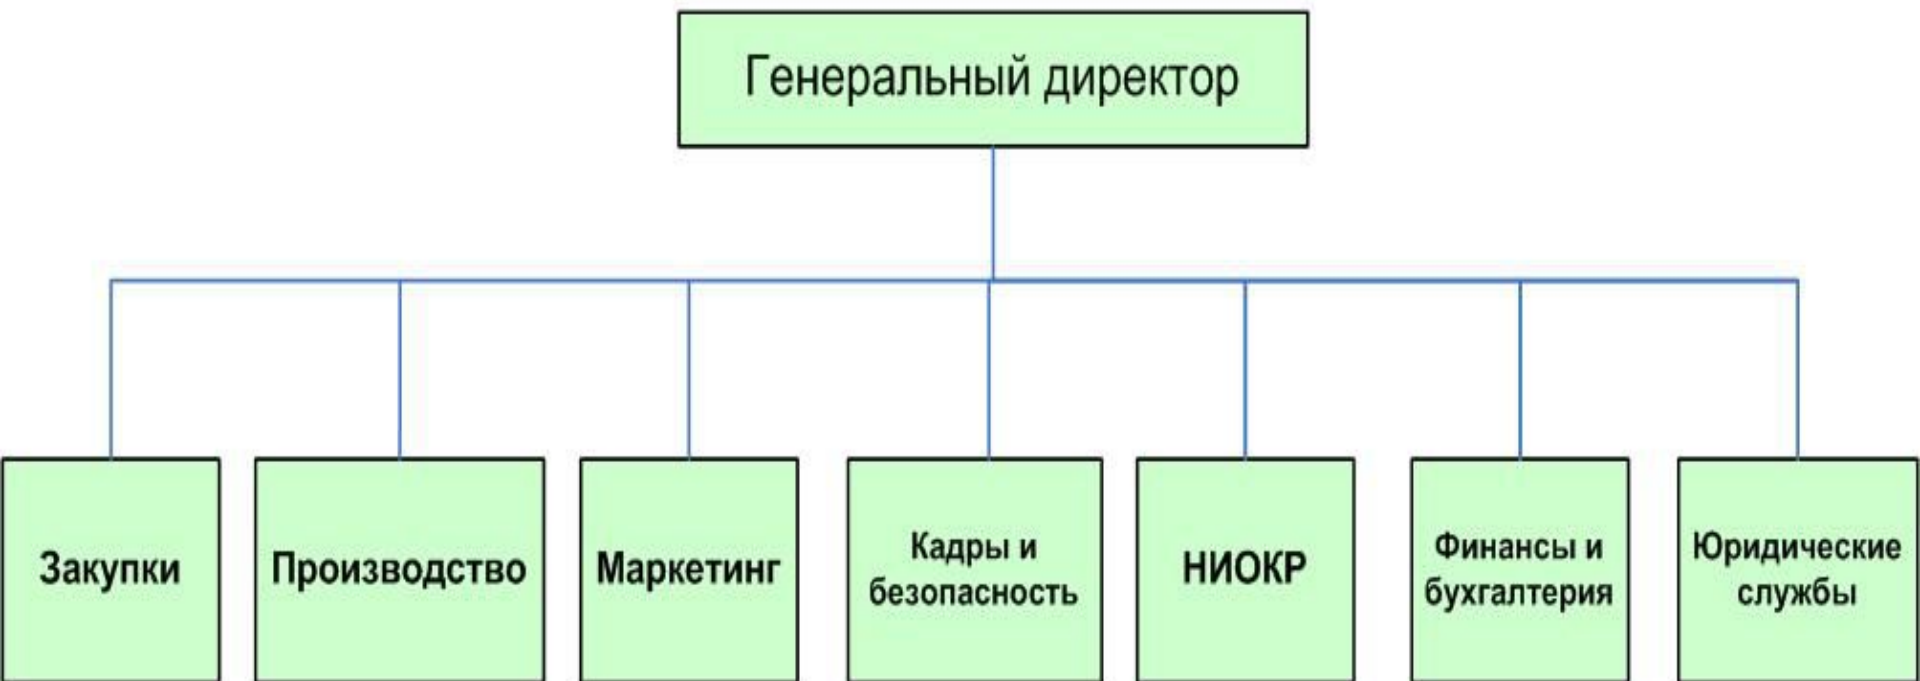 Генеральный директор
Закупки
Производство
Маркетинг
Кадры и
безопасность
НИОКР
Финансы и
бухгалтерия
Юридические
службы